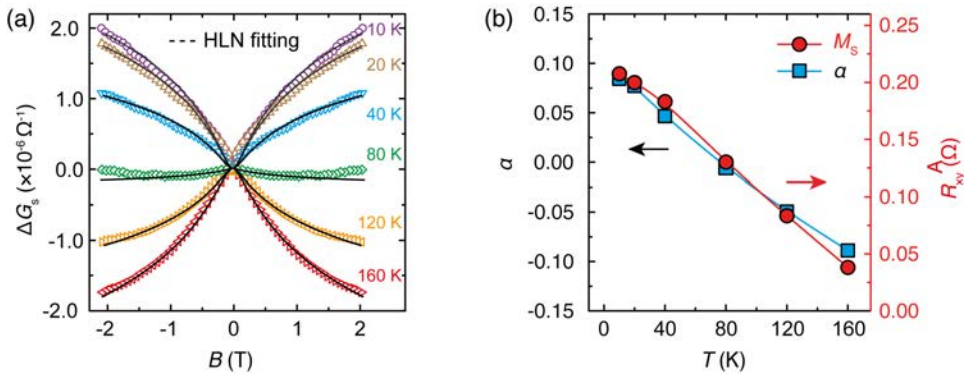 (a)
ΔGs (×10-6 Ω-1)
2.0
1.0
0.0
-1.0
-2.0
--- HLN fitting
10 K
20 K
40 K
80 K
120 K
160 K
-2 -1 0 1 2
B (T)
(b)
α
0.15
0.10
0.05
0.00
-0.05
-0.10
-0.15
Ms
α
0.25
0.20
0.15
0.10
0.05
0.00
RAxy (Ω)
0 40 80 120 160
T (K)